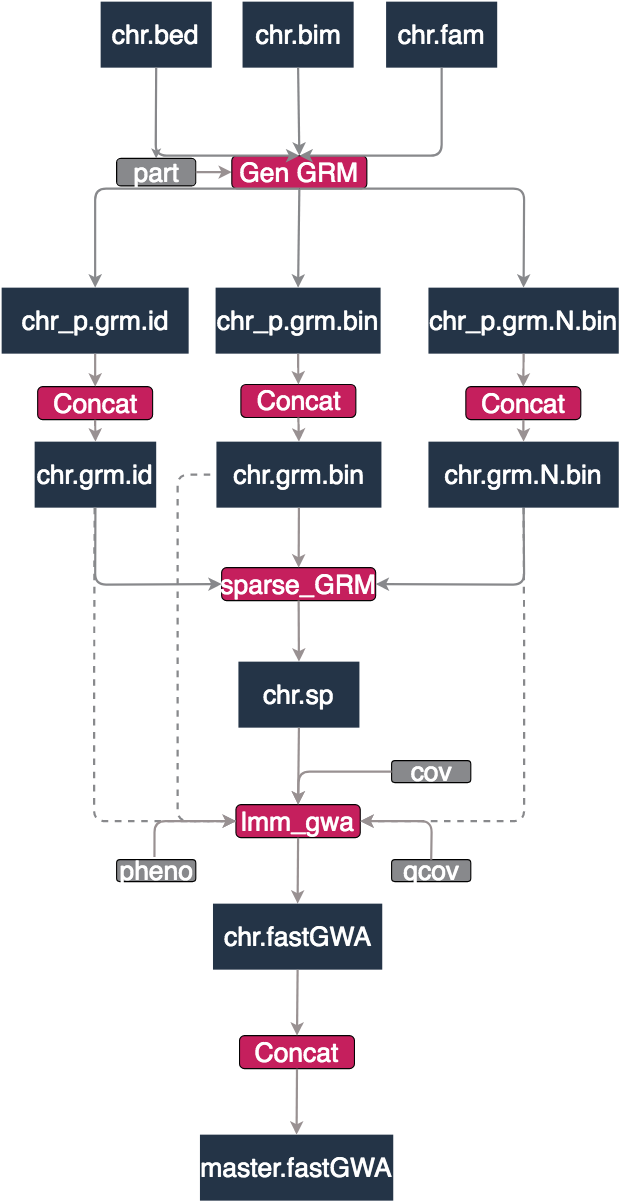 chr.bed
chr.bim
chr.fam
part
Gen GRM
chr_p.grm.id
chr_p.grm.bin
chr_p.grm.N.bin
Concat
Concat
Concat
chr.grm.id
chr.grm.bin
chr.grm.N.bin
sparse_GRM
chr.sp
cov
lmm_gwa
pheno
qcov
chr.fastGWA
Concat
master.fastGWA